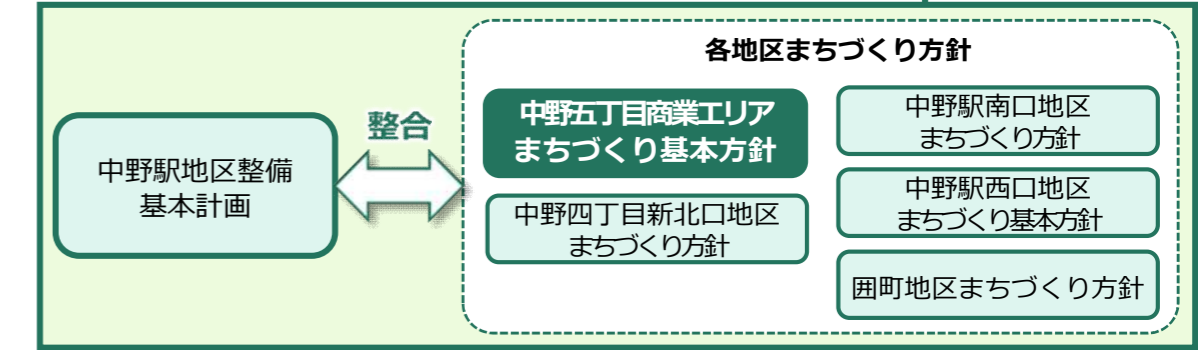 各地区まちづくり方針
中野駅地区整備
基本計画
整合
中野五丁目商業エリア
まちづくり基本方針
中野四丁目新北口地区
まちづくり方針
中野駅南口地区
まちづくり方針
中野駅西口地区
まちづくり基本方針
囲町地区まちづくり方針